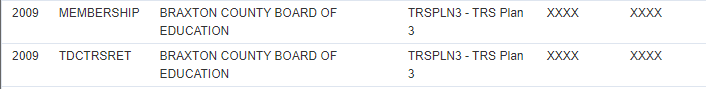 2009 MEMBERSHIP BRAXTON COUNTY BOARD OF TRSPLN3 - TRS Plan XXXX XXXX
EDUCATION 3
2009 TDCTRSRET BRAXTON COUNTY BOARD OF TRSPLN3 - TRS Plan XXXX XXXX
EDUCATION 3